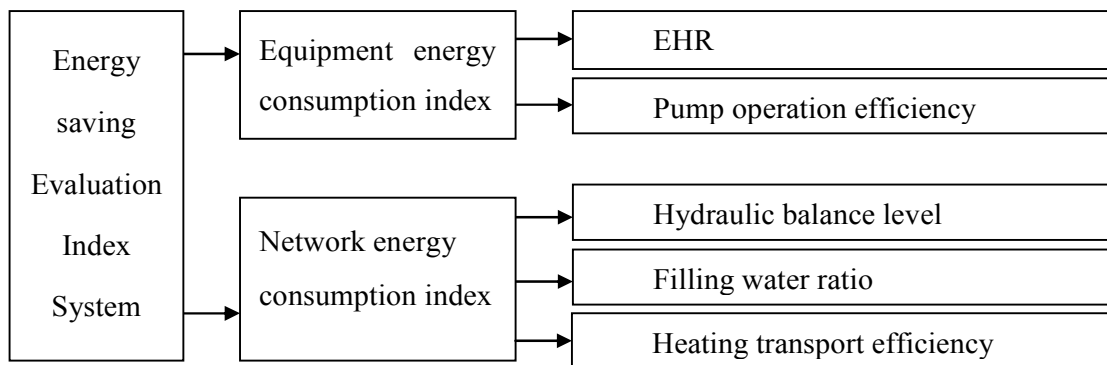 Energy
saving
Evaluation
Index
System
Equipment energy
consumption index
EHR
Pump operation efficiency
Network energy
consumption index
Hydraulic balance level
Filling water ratio
Heating transport efficiency